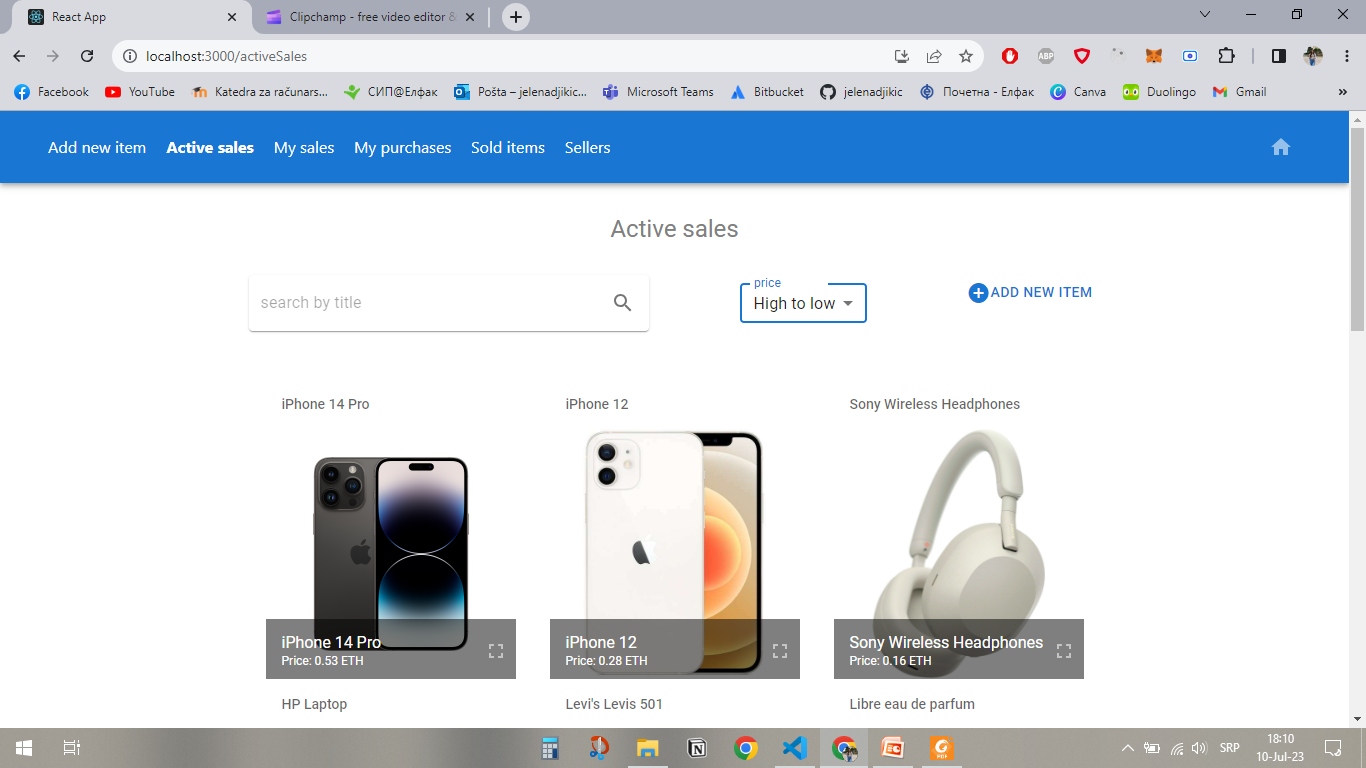 React App
Clipchamp - free video editor &
localhost:3000/activeSales
ABP
Facebook YouTube Katedra za računars... СИП@Елфак Pošta – jelenadjikic... Microsoft Teams Bitbucket jelenadjikic Почетна - Елфак Canva Duolingo Gmail »
Add new item Active sales My sales My purchases Sold items Sellers
Active sales
search by title
price
High to low
ADD NEW ITEM
iPhone 14 Pro
iPhone 12
Sony Wireless Headphones
iPhone 14 Pro
Price: 0.53 ETH
iPhone 12
Price: 0.28 ETH
Sony Wireless Headphones
Price: 0.16 ETH
HP Laptop
Levi's Levis 501
Libre eau de parfum
SRP
18:10
10-Jul-23
PDF